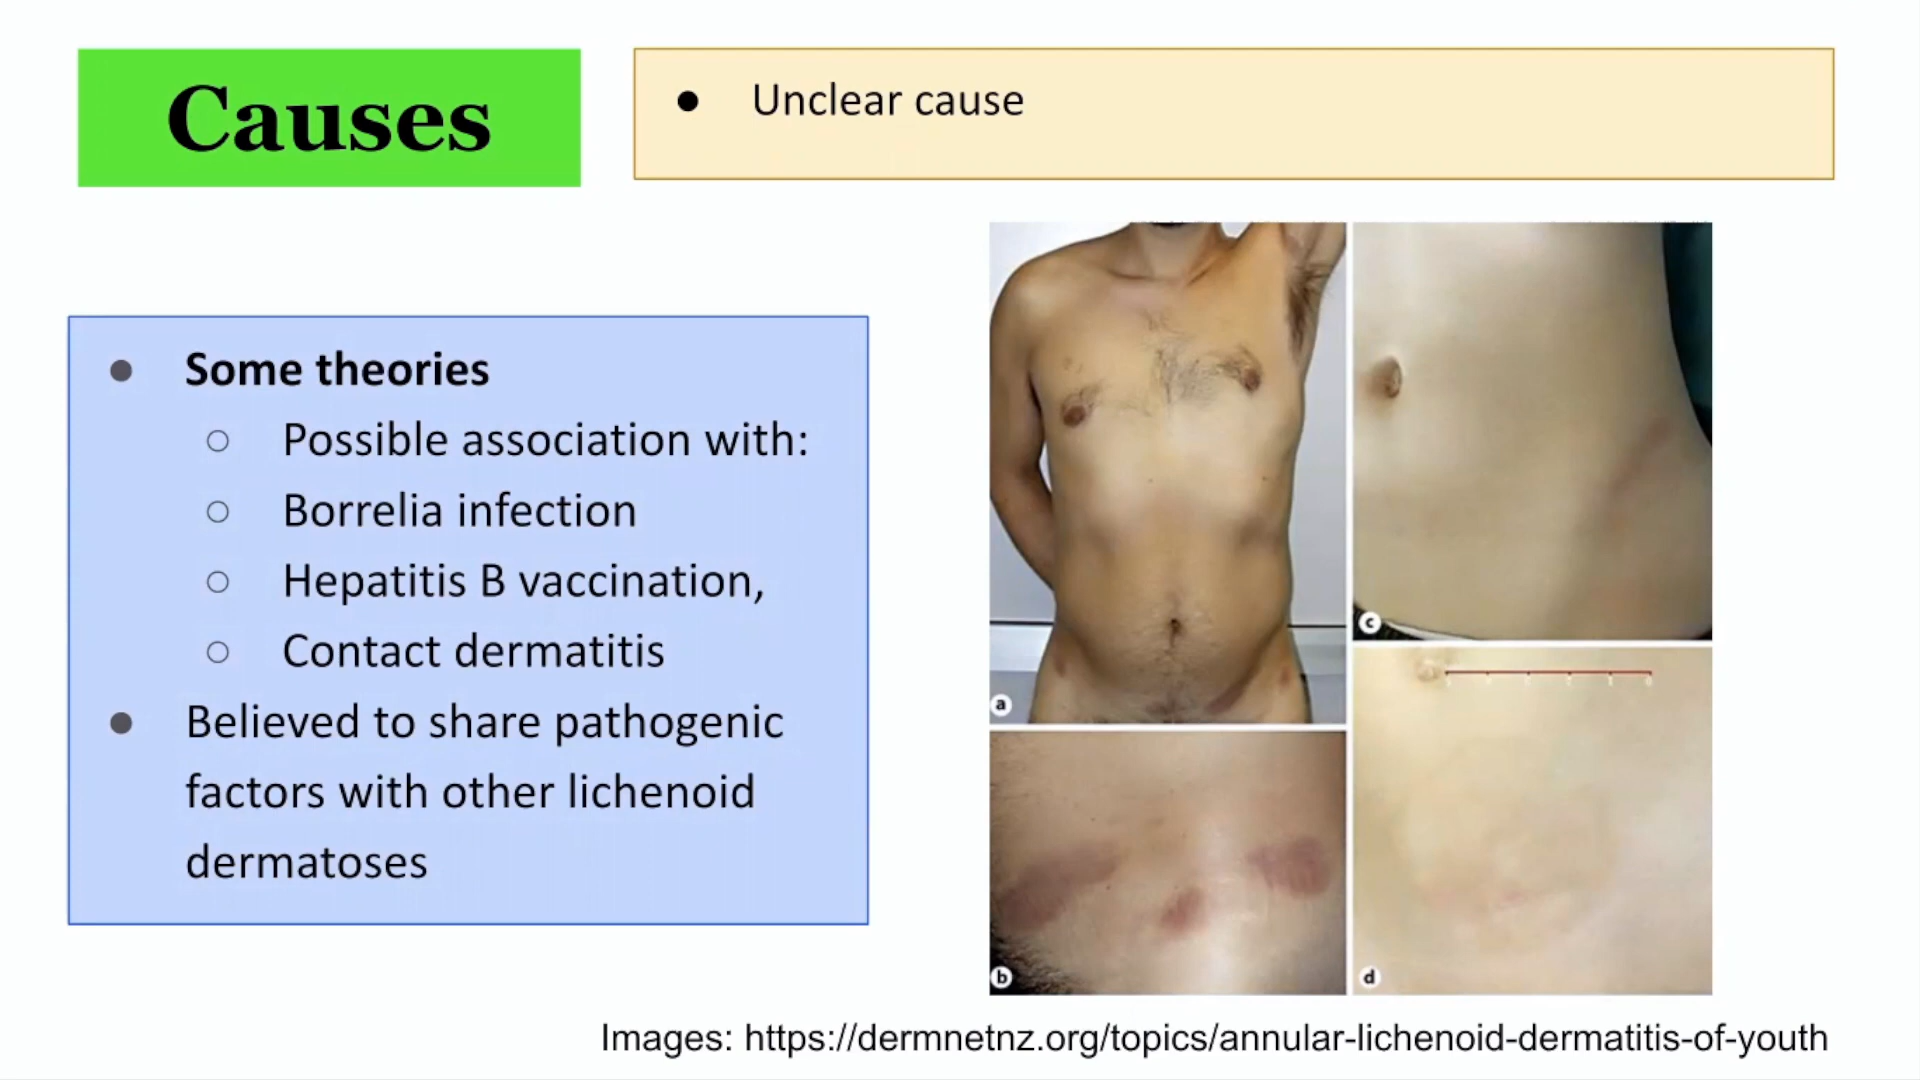 Causes
● Unclear cause
● Some theories
○ Possible association with:
○ Borrelia infection
○ Hepatitis B vaccination,
○ Contact dermatitis
● Believed to share pathogenic
factors with other lichenoid
dermatoses
a
b
c
d
Images: https://dermnetnz.org/topics/annular-lichenoid-dermatitis-of-youth